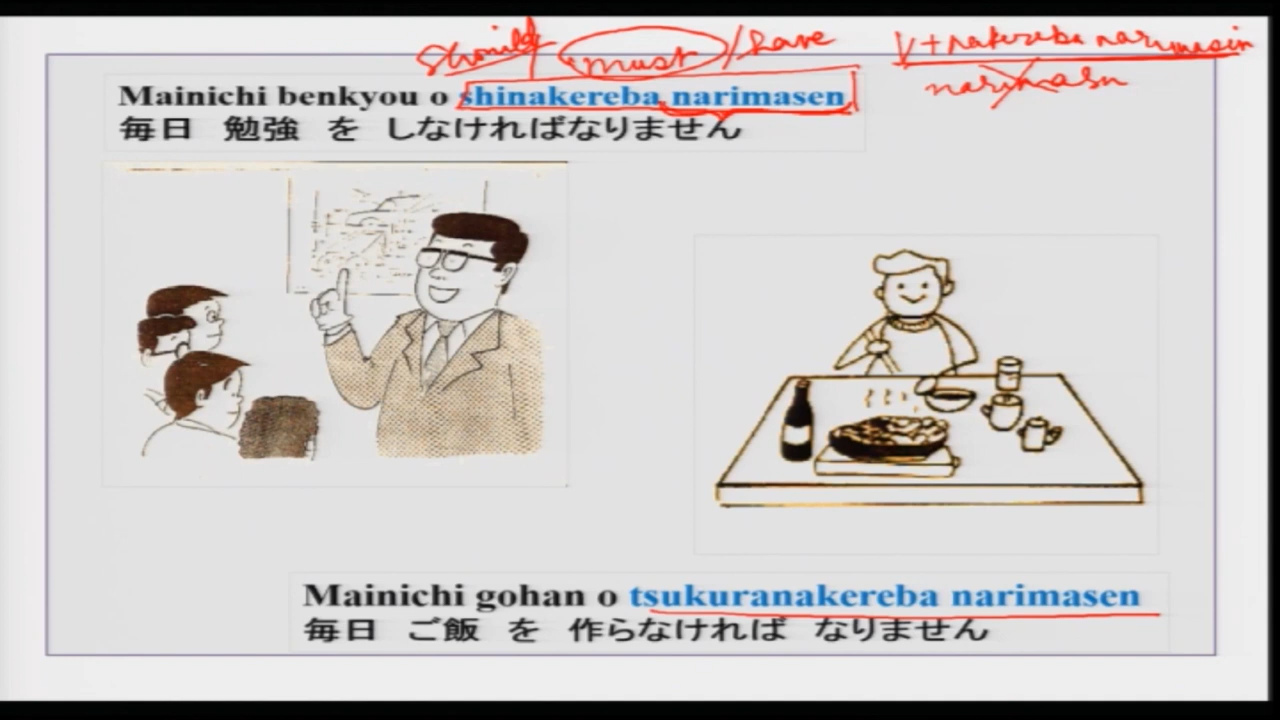 should / must / have
V + nakereba narimasen
narimasu
Mainichi benkyou o shinakereba narimasen
毎日 勉強 を しなければなりません
Mainichi gohan o tsukuranakereba narimasen
毎日 ご飯 を 作らなければ なりません